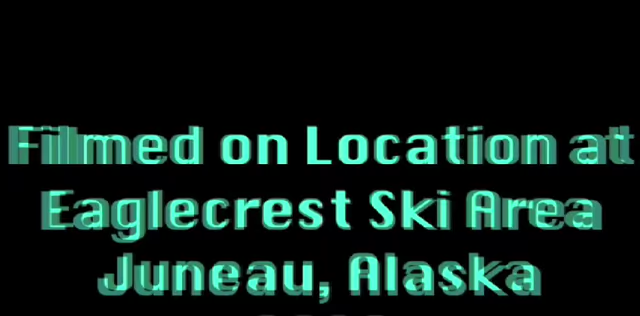 Filmed on Location at
Eaglecrest Ski Area
Juneau, Alaska